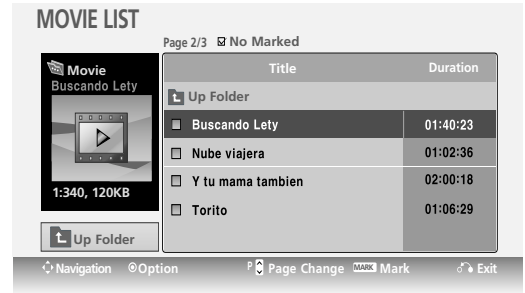 MOVIE LIST
Page 2/3 No Marked
Movie
Buscando Lety
1:340, 120KB
Up Folder
Title Duration
Up Folder
Buscando Lety 01:40:23
Nube viajera 01:02:36
Y tu mama tambien 02:00:18
Torito 01:06:29
Navigation Option P Page Change MARK Mark Exit